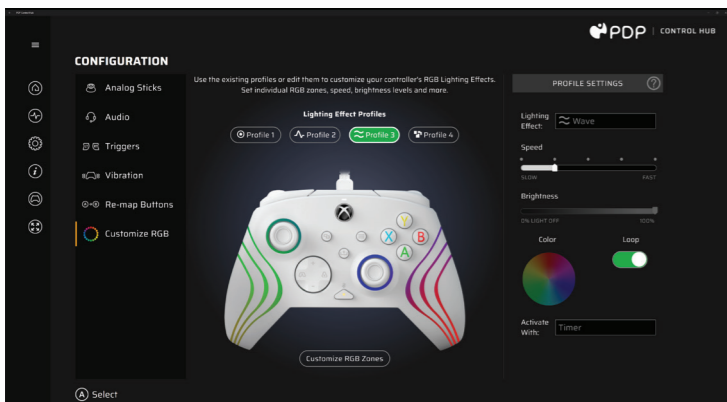 PDP | CONTROL HUB
CONFIGURATION
Analog Sticks
Audio
Triggers
Vibration
Re-map Buttons
Customize RGB
Use the existing profiles or edit them to customize your controller's RGB Lighting Effects.
Set individual RGB zones, speed, brightness levels and more.
Lighting Effect Profiles
Profile 1
Profile 2
Profile 3
Profile 4
Y
X
B
A
Customize RGB Zones
PROFILE SETTINGS ?
Lighting
Effect:
Wave
Speed
SLOW
FAST
Brightness
0% LIGHT OFF
100%
Color
Loop
Activate
With:
Timer
A Select